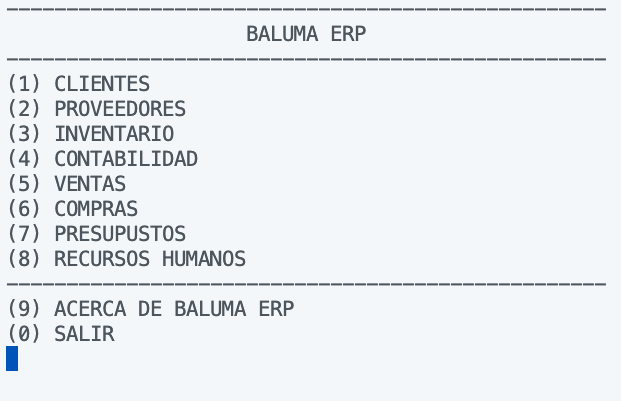 BALUMA ERP
(1) CLIENTES
(2) PROVEEDORES
(3) INVENTARIO
(4) CONTABILIDAD
(5) VENTAS
(6) COMPRAS
(7) PRESUPUSTOS
(8) RECURSOS HUMANOS
(9) ACERCA DE BALUMA ERP
(0) SALIR